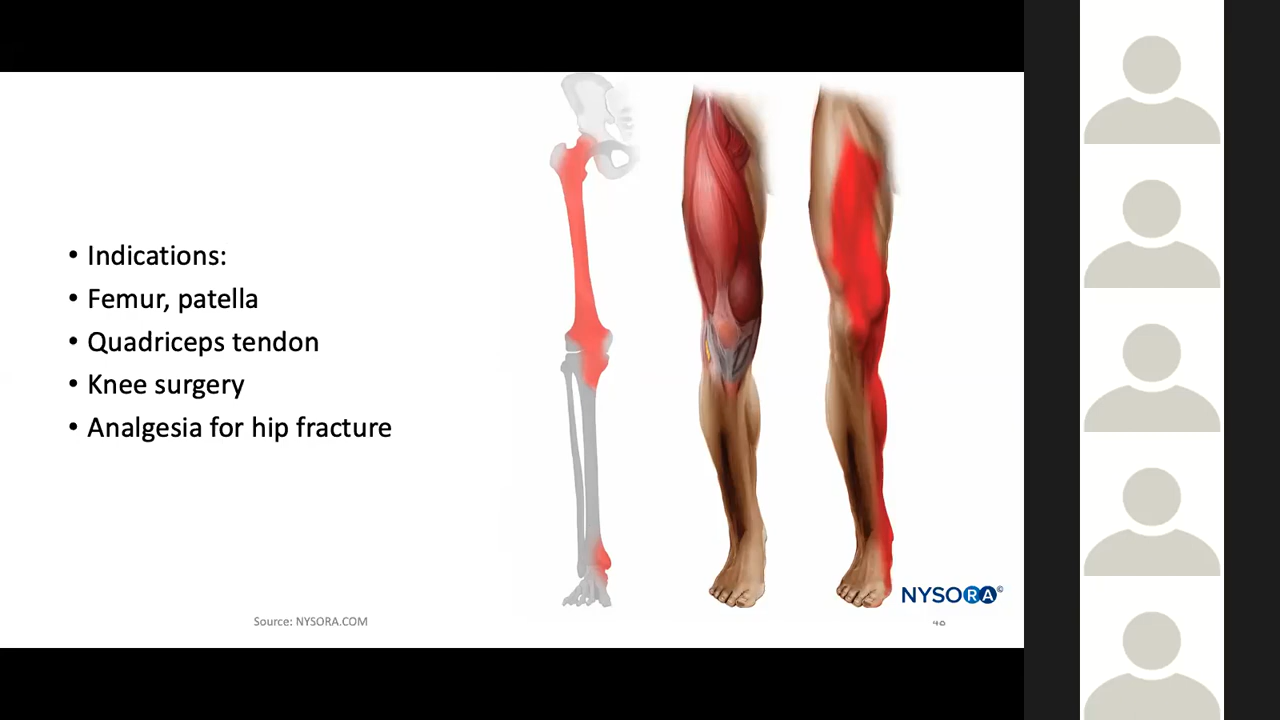 • Indications:
• Femur, patella
• Quadriceps tendon
• Knee surgery
• Analgesia for hip fracture
NYSORA©
Source: NYSORA.COM